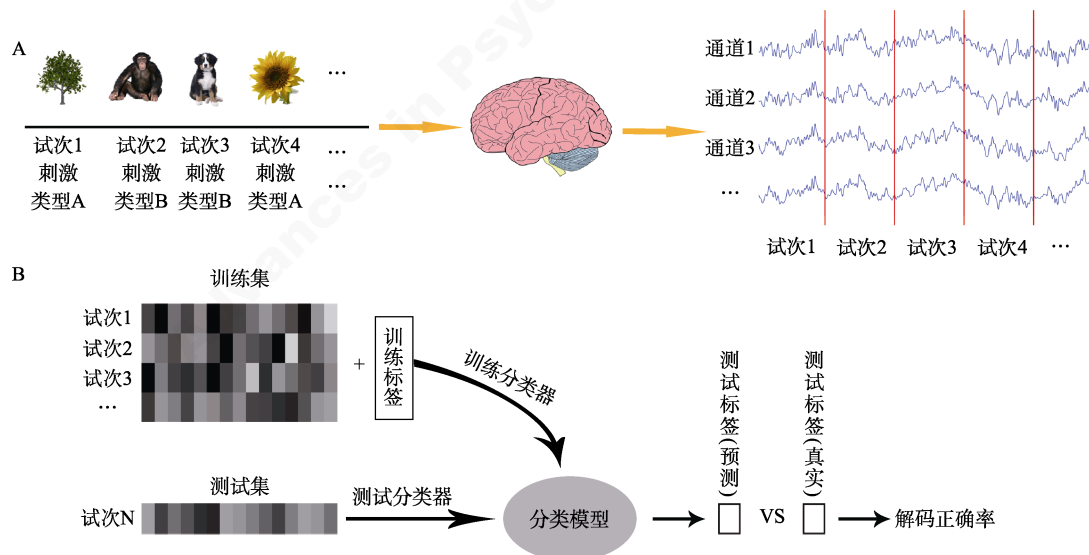 A
试次1 试次2 试次3 试次4 …
刺激 刺激 刺激 刺激 …
类型A 类型B 类型B 类型A
…
通道1
通道2
通道3
…
试次1 试次2 试次3 试次4 …
B
训练集
试次1
试次2
试次3
…
+
训练标签
训练分类器
测试集
试次N
测试分类器
分类模型
测试标签(预测)
VS
测试标签(真实)
解码正确率
ances in Psyc